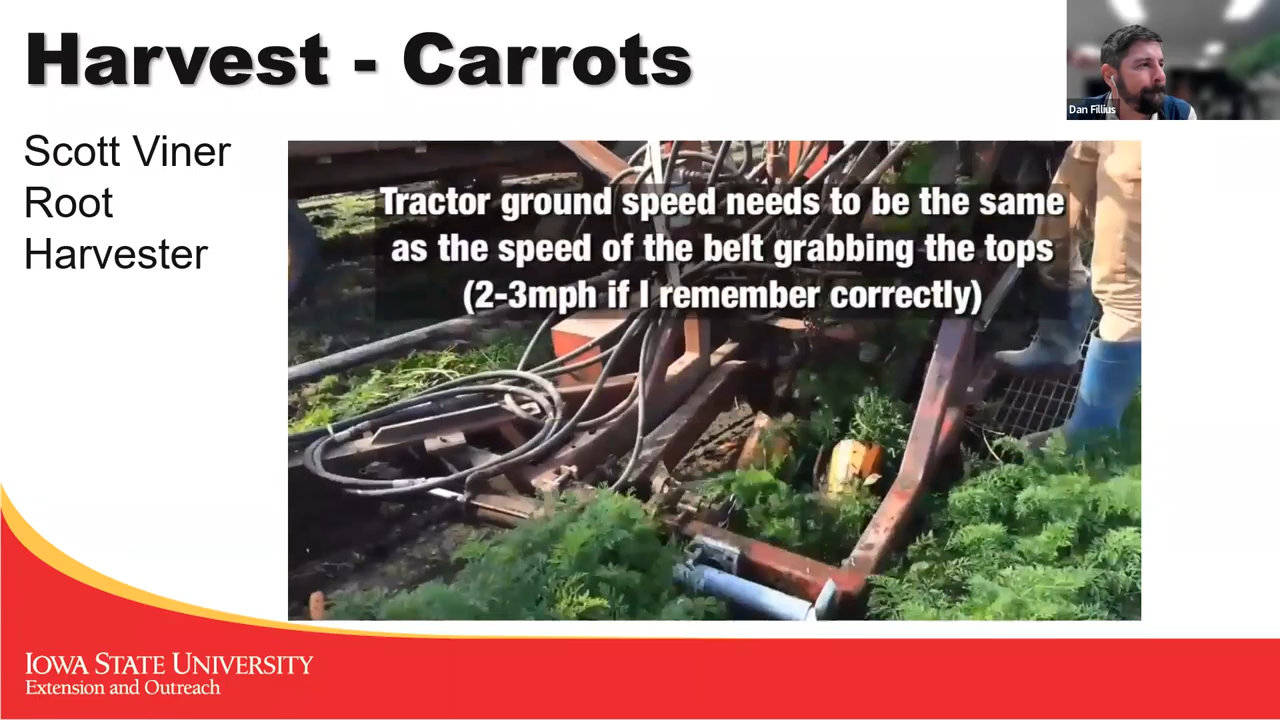 Harvest - Carrots
Dan Fillius
Scott Viner
Root
Harvester
Tractor ground speed needs to be the same
as the speed of the belt grabbing the tops
(2-3mph if I remember correctly)
IOWA STATE UNIVERSITY
Extension and Outreach